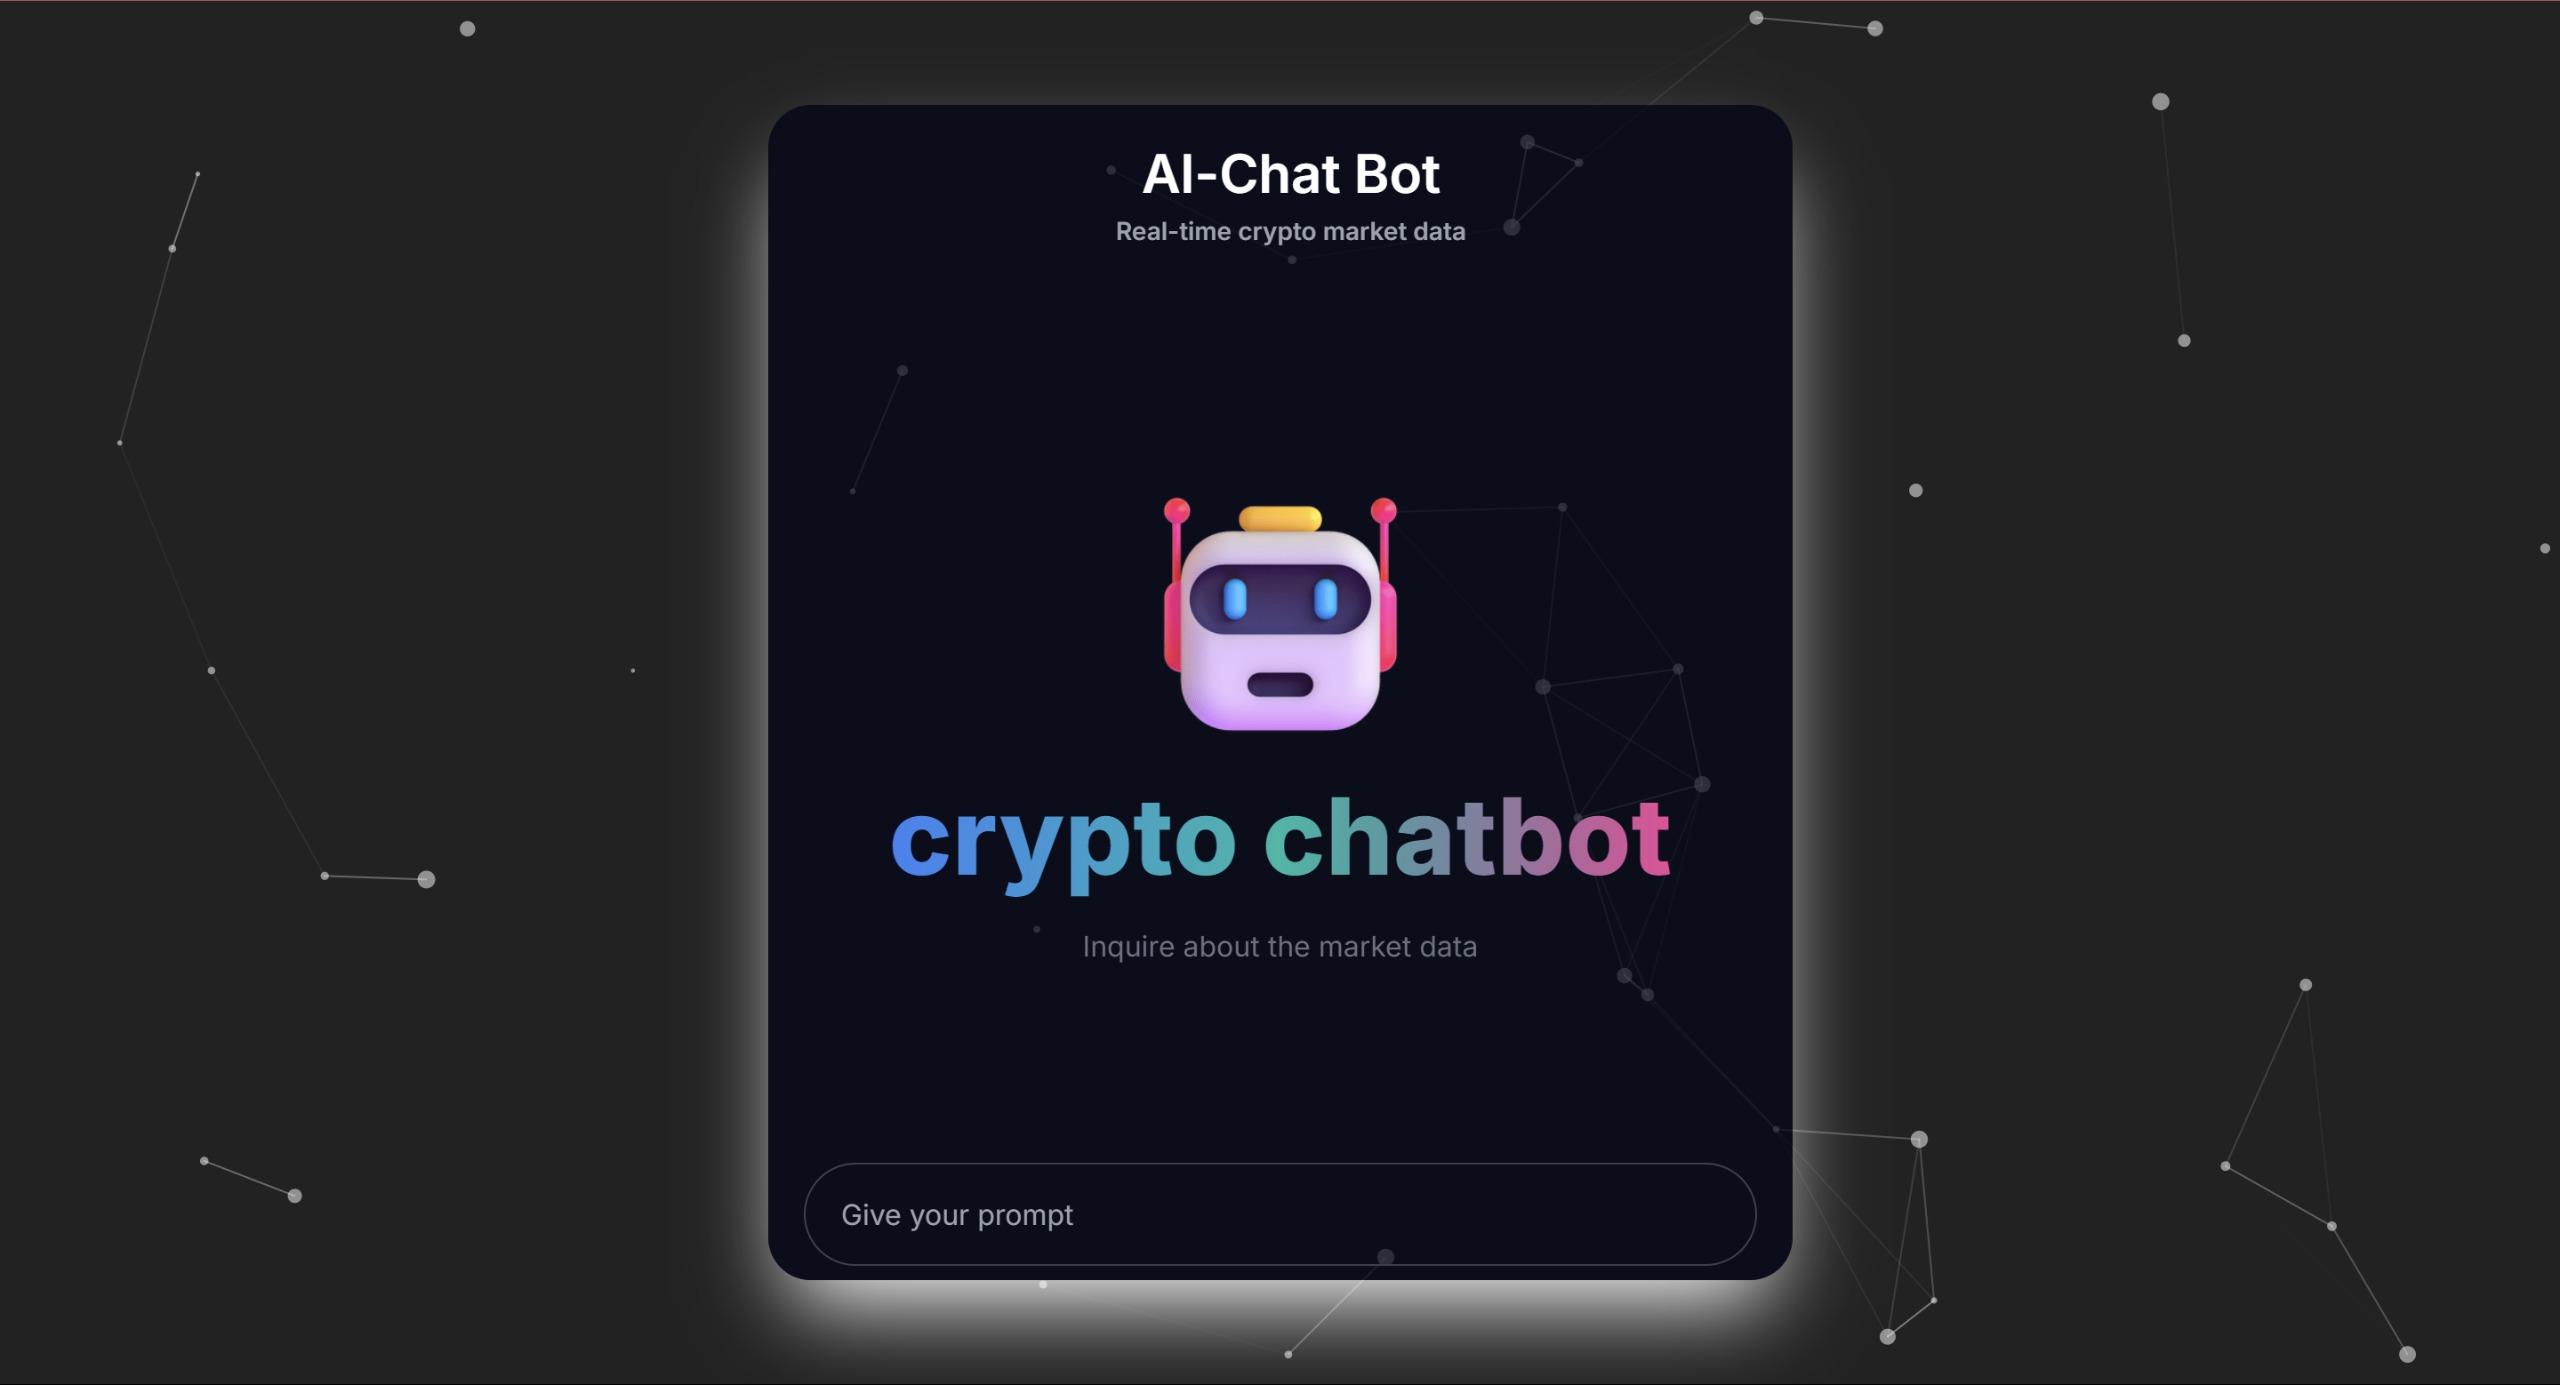 AI-Chat Bot
Real-time crypto market data
crypto chatbot
Inquire about the market data
Give your prompt